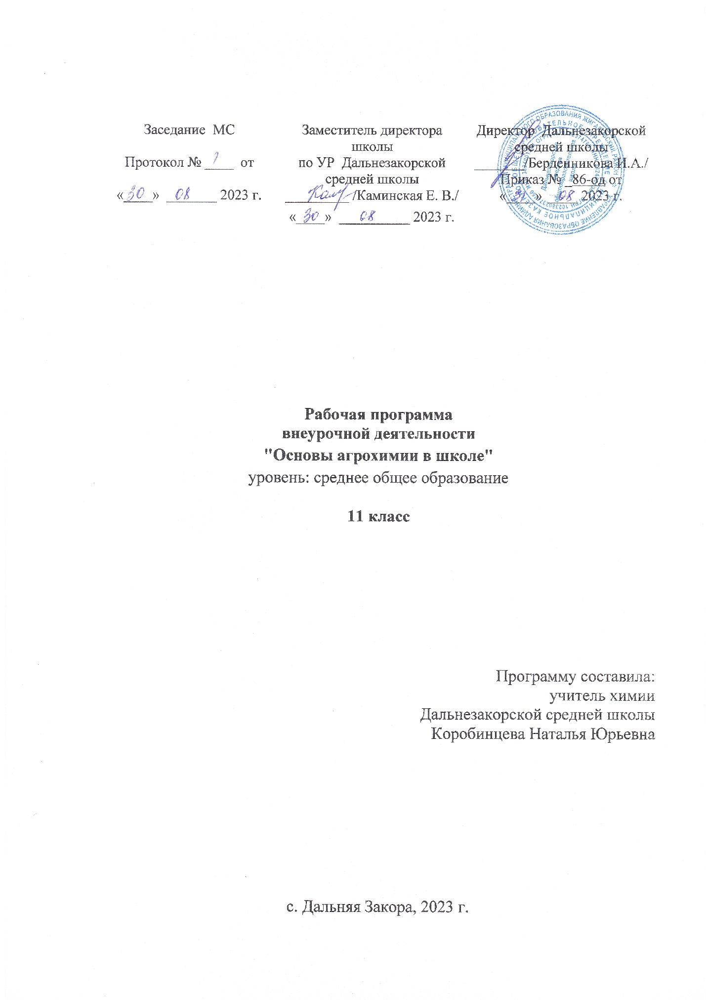 Заседание МС
Протокол № 1 от
«30» 08 2023 г.
Заместитель директора
школы
по УР Дальнезакорской
средней школы
/Каминская Е. В./
«30» 08 2023 г.
Директор Дальнезакорской
средней школы
/Берденникова И.А./
Приказ № 86-од от
«31» 08 2023 г.
Рабочая программа
внеурочной деятельности
"Основы агрохимии в школе"
уровень: среднее общее образование
11 класс
Программу составила:
учитель химии
Дальнезакорской средней школы
Коробинцева Наталья Юрьевна
с. Дальняя Закора, 2023 г.